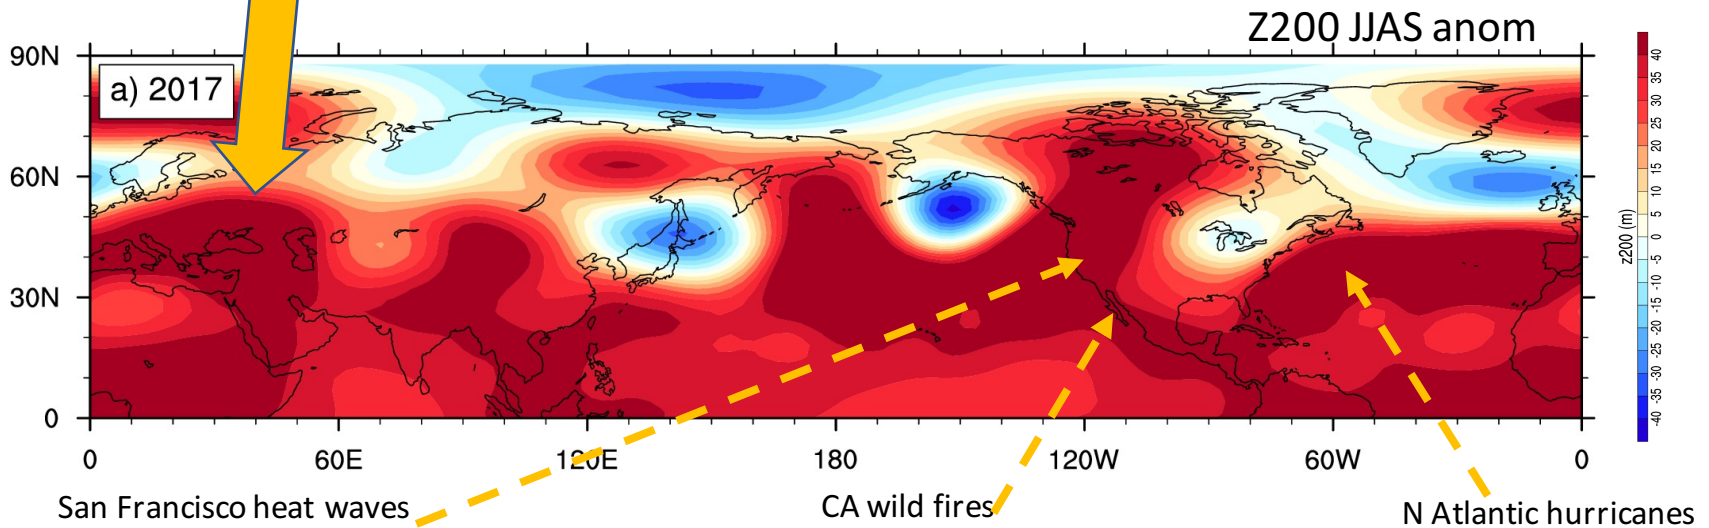 Z200 JJAS anom
90N
a) 2017
60N
30N
0
0 60E 120E 180 120W 60W 0
z200 (m)
40
35
30
25
20
15
10
5
0
-5
-10
-15
-20
-25
-30
-35
-40
San Francisco heat waves
CA wild fires
N Atlantic hurricanes